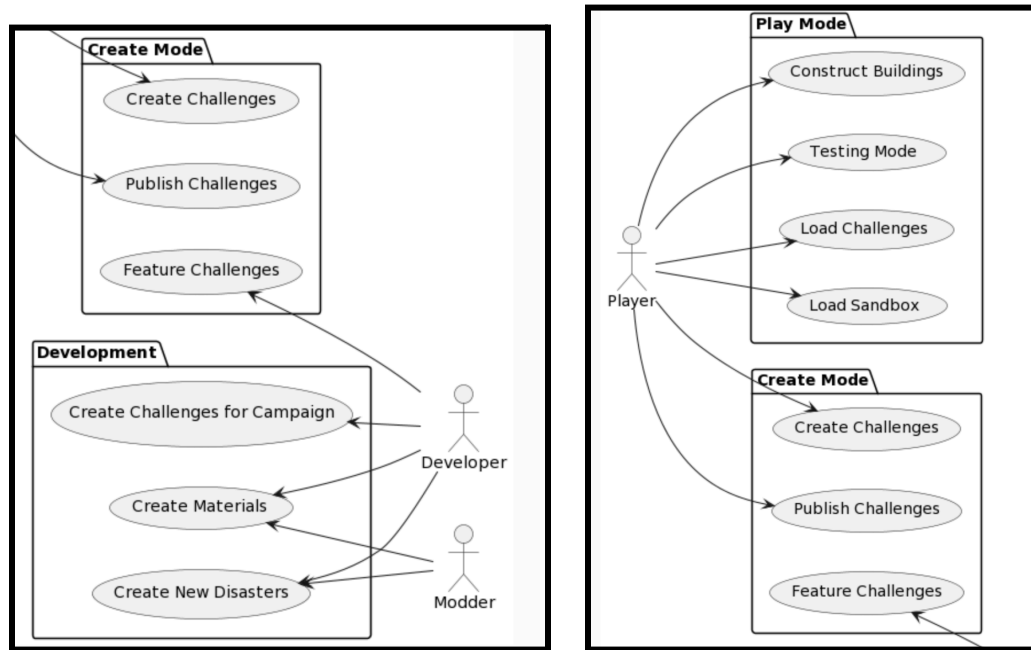 Create Mode
Create Challenges
Publish Challenges
Feature Challenges
Development
Create Challenges for Campaign
Developer
Create Materials
Create New Disasters
Modder
Play Mode
Construct Buildings
Testing Mode
Load Challenges
Player
Load Sandbox
Create Mode
Create Challenges
Publish Challenges
Feature Challenges